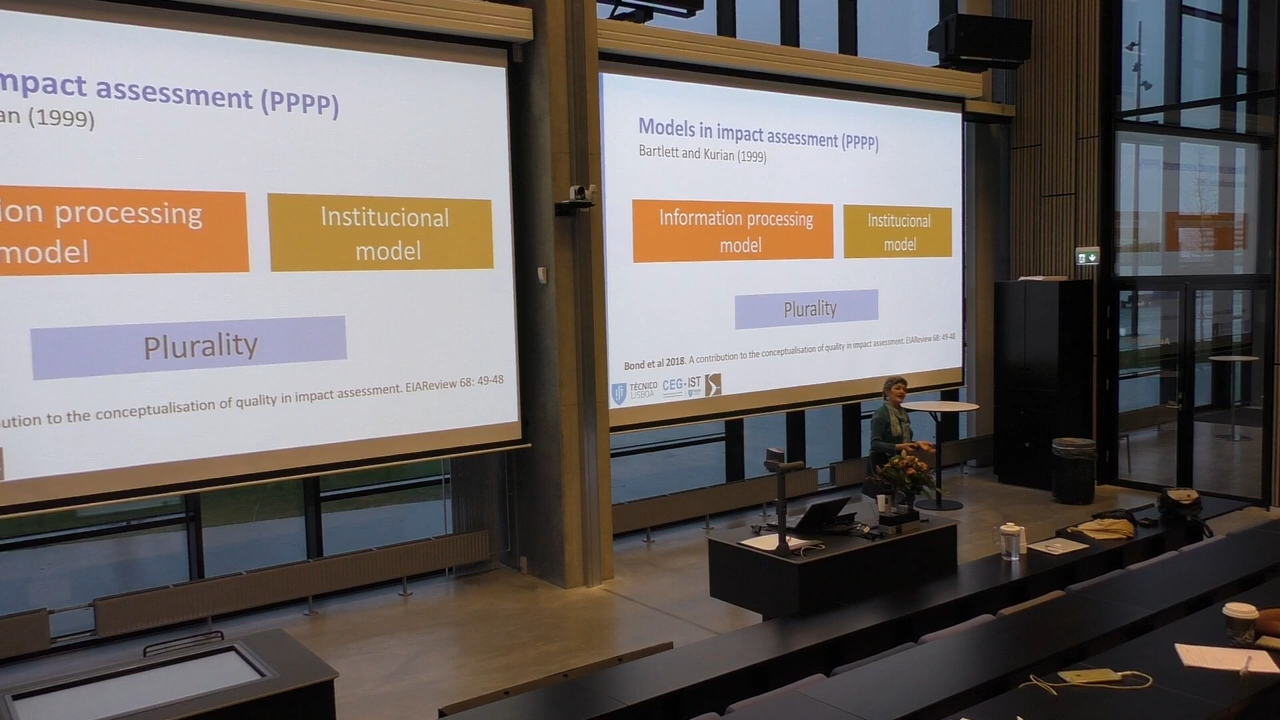 mpact assessment (PPPP)
an (1999)
ion processing
model
Institucional
model
Plurality
ution to the conceptualisation of quality in impact assessment. EIAReview 68: 49-48
Models in impact assessment (PPPP)
Bartlett and Kurian (1999)
Information processing
model
Institucional
model
Plurality
Bond et al 2018. A contribution to the conceptualisation of quality in impact assessment. EIAReview 68: 49-48
TÉCNICO
LISBOA
CEG-IST